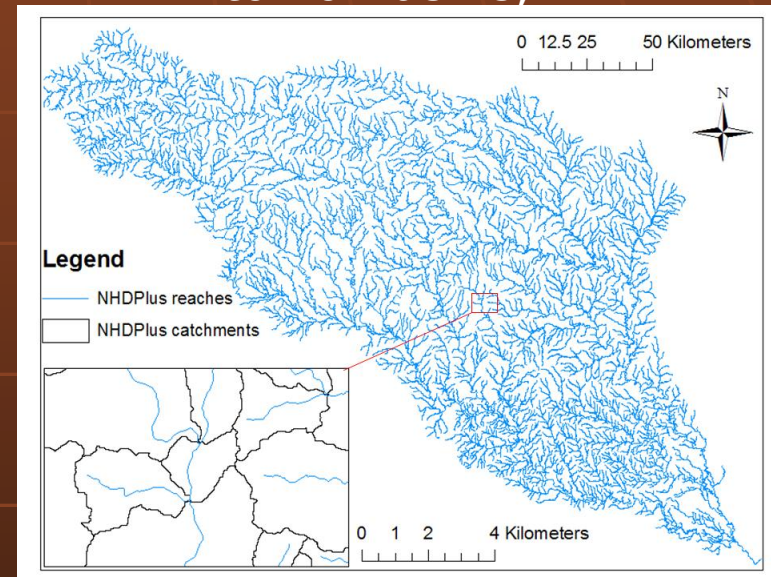 0 12.5 25 50 Kilometers
N
Legend
NHDPlus reaches
NHDPlus catchments
0 1 2 4 Kilometers